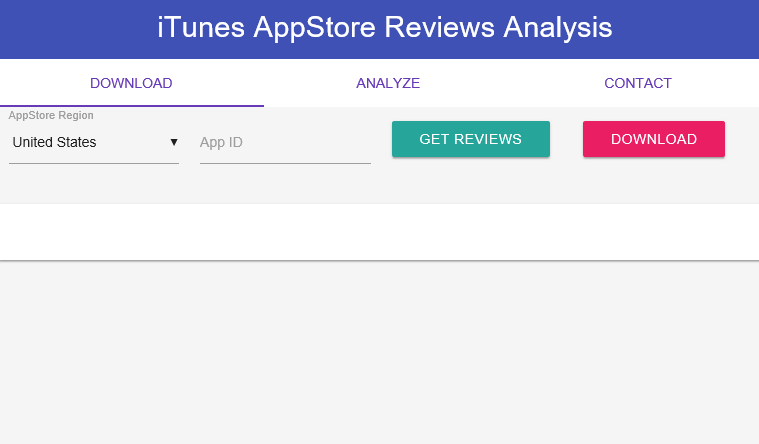 iTunes AppStore Reviews Analysis
DOWNLOAD ANALYZE CONTACT
AppStore Region
United States ▼ App ID GET REVIEWS DOWNLOAD